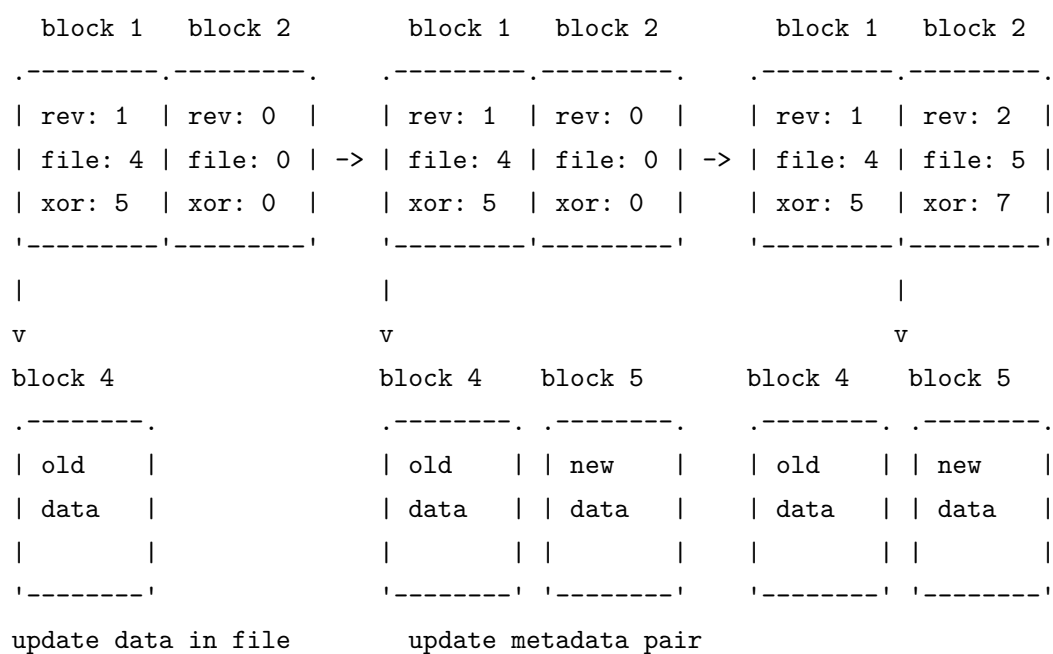 block 1   block 2        block 1   block 2        block 1   block 2
.---------.---------.    .---------.---------.    .---------.---------.
| rev: 1  | rev: 0  |    | rev: 1  | rev: 0  |    | rev: 1  | rev: 2  |
| file: 4 | file: 0 | -> | file: 4 | file: 0 | -> | file: 4 | file: 5 |
| xor: 5  | xor: 0  |    | xor: 5  | xor: 0  |    | xor: 5  | xor: 7  |
'---------'---------'    '---------'---------'    '---------'---------'
|                        |                                  |
v                        v                                  v
block 4                  block 4    block 5       block 4    block 5
.--------.               .--------. .--------.    .--------. .--------.
| old    |               | old    | | new    |    | old    | | new    |
| data   |               | data   | | data   |    | data   | | data   |
|        |               |        | |        |    |        | |        |
'--------'               '--------' '--------'    '--------' '--------'
update data in file        update metadata pair